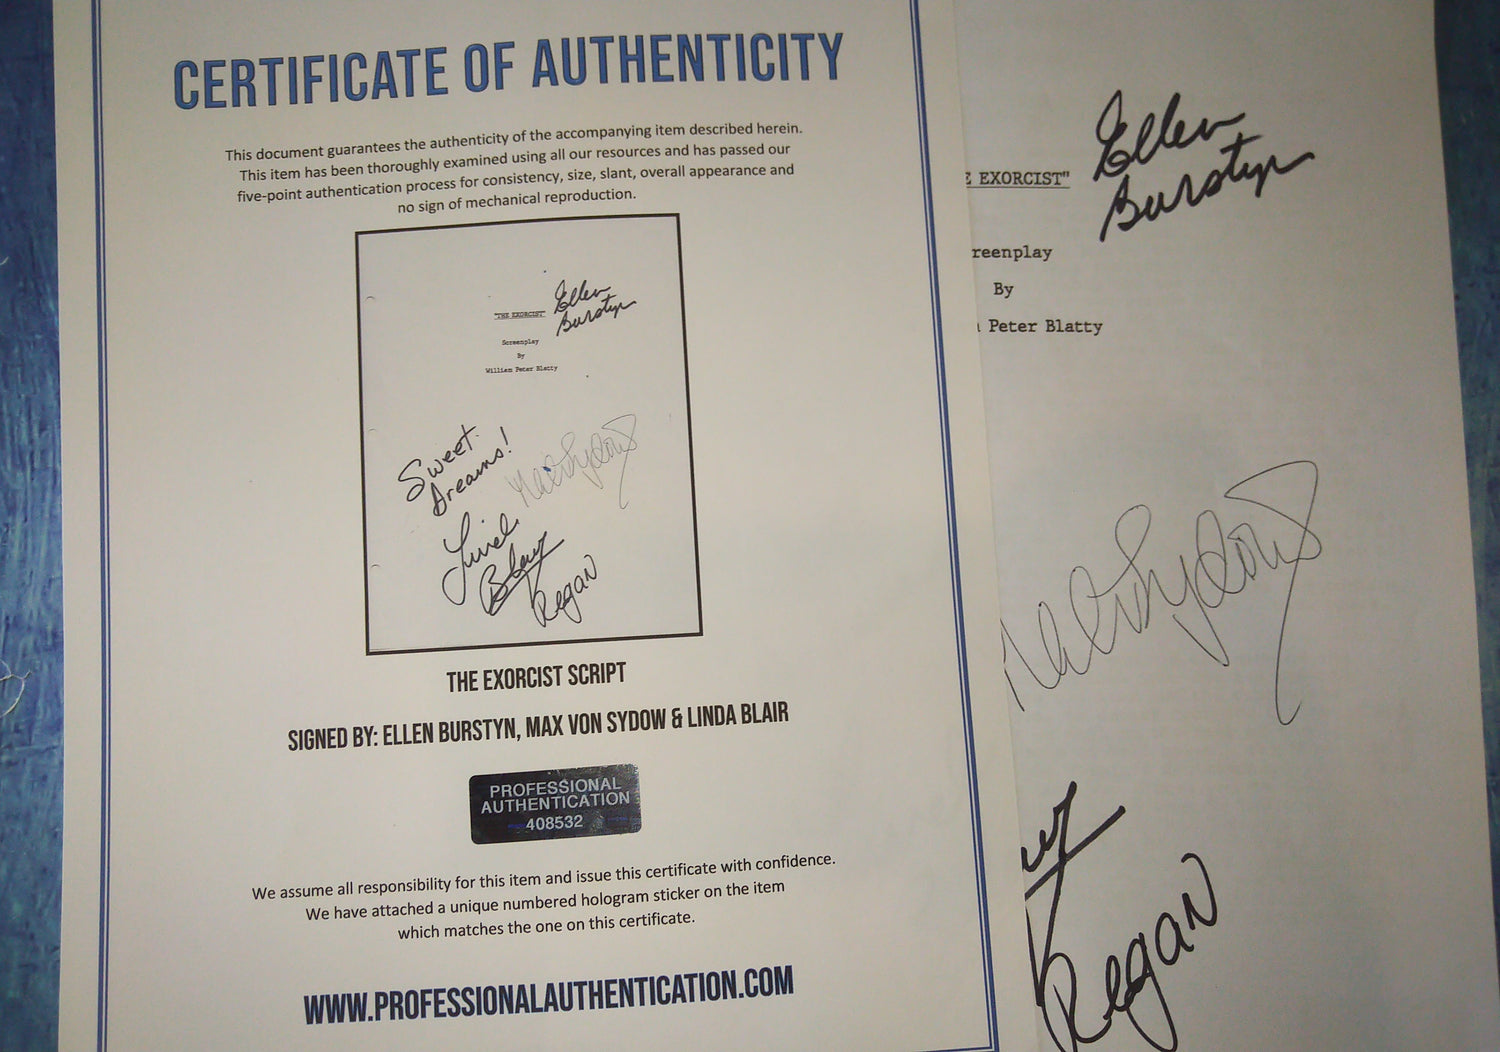 CERTIFICATE OF AUTHENTICITY
This document guarantees the authenticity of the accompanying item described herein.
This item has been thoroughly examined using all our resources and has passed our
five-point authentication process for consistency, size, slant, overall appearance and
no sign of mechanical reproduction.
"THE EXORCIST"
Ellen
Burstyn
Screenplay
By
William Peter Blatty
Sweet
Dreams!
Max von Sydow
Linda
Blair
Regan
THE EXORCIST SCRIPT
SIGNED BY: ELLEN BURSTYN, MAX VON SYDOW & LINDA BLAIR
PROFESSIONAL
AUTHENTICATION
408532
We assume all responsibility for this item and issue this certificate with confidence.
We have attached a unique numbered hologram sticker on the item
which matches the one on this certificate.
WWW.PROFESSIONALAUTHENTICATION.COM
Ellen
Burstyn
EXORCIST"
reenplay
By
Peter Blatty
Regan